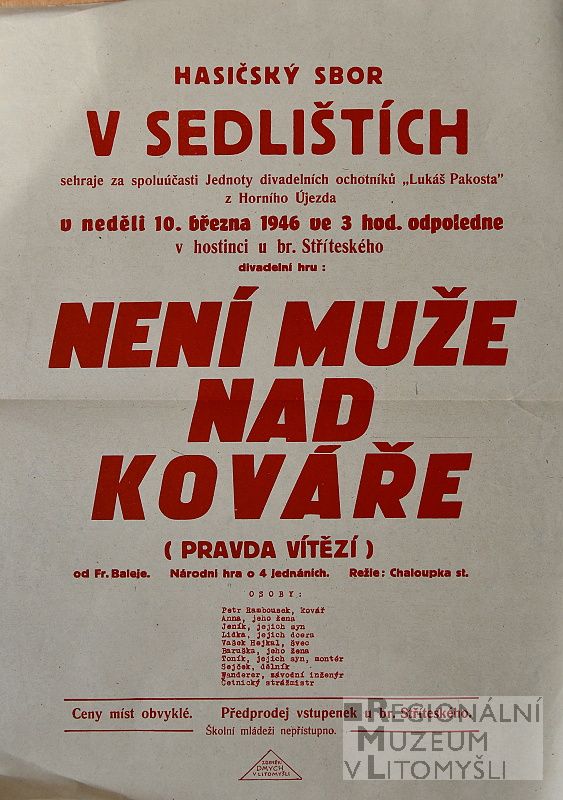 HASIČSKÝ SBOR
V SEDLIŠTÍCH
sehraje za spoluúčasti Jednoty divadelních ochotníků „Lukáš Pakosta"
z Horního Újezda
v neděli 10. března 1946 ve 3 hod. odpoledne
v hostinci u br. Stříteského
divadelní hru :
NENÍ MUŽE
NAD
KOVÁŘE
( PRAVDA VÍTĚZÍ )
od Fr. Baleje. Národní hra o 4 jednáních. Režie: Chaloupka st.
OSOBY:
Petr Rambousek, kovář
Anna, jeho žena
Jeník, jejich syn
Lidka, jejich dcera
Vašek Hejkal, švec
Baruška, jeho žena
Toník, jejich syn, montér
Sejček, dělník
Wanderer, závodní inženýr
Četnický strážmistr
Ceny míst obvyklé. Předprodej vstupenek u br. Stříteského.
Školní mládeži nepřístupno.
ZDENĚK
DMYCH
V LITOMYŠLI
REGIONÁLNÍ
MUZEUM
V LITOMYŠLI